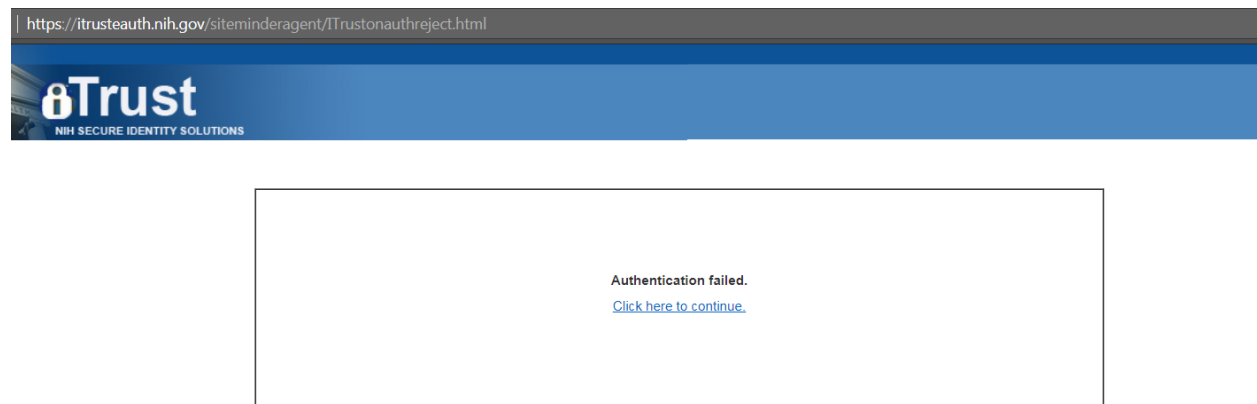 https://itrusteauth.nih.gov/siteminderagent/ITrustonauthreject.html
iTrust
NIH SECURE IDENTITY SOLUTIONS
Authentication failed.
Click here to continue.